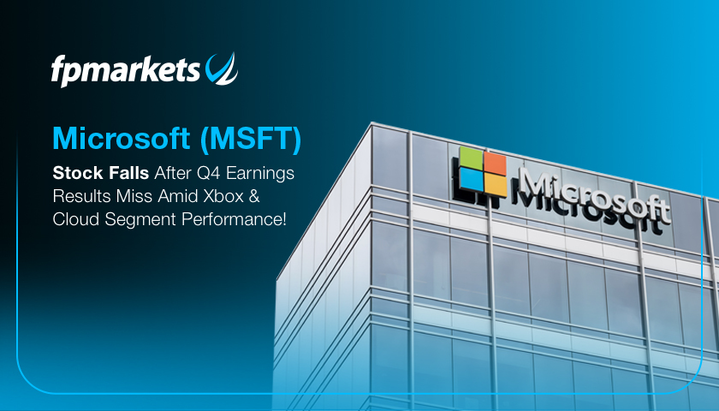 fpmarkets
Microsoft (MSFT)
Stock Falls After Q4 Earnings
Results Miss Amid Xbox &
Cloud Segment Performance!
Microsoft